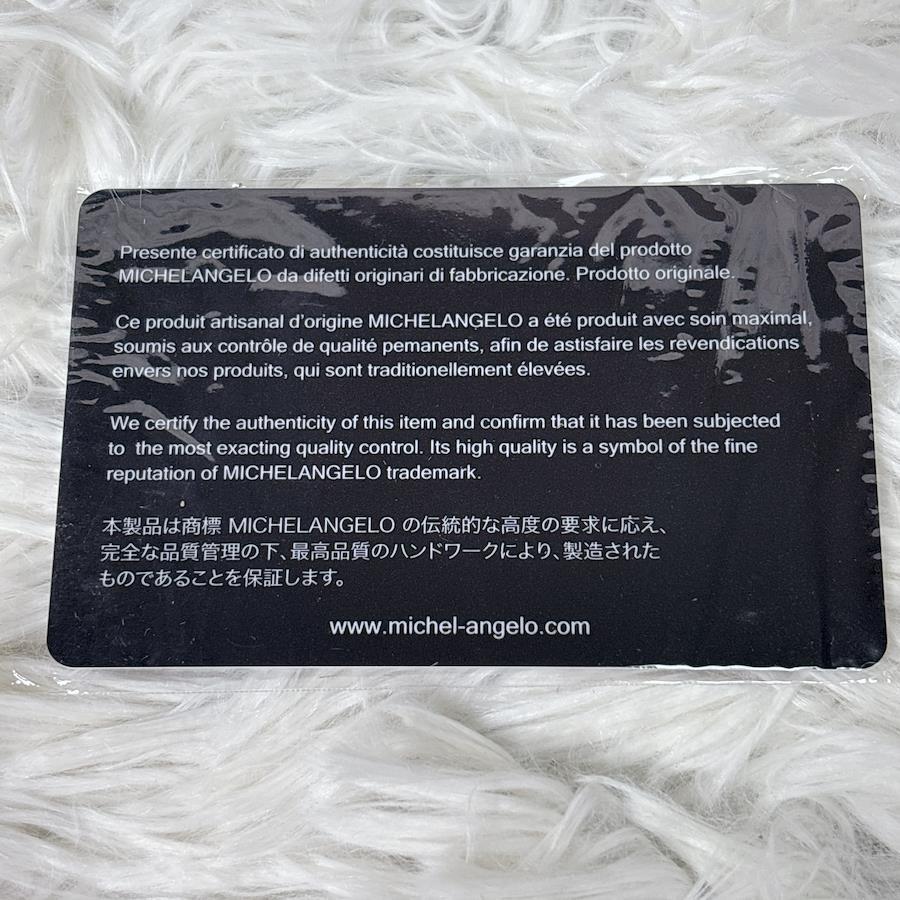 Presente certificato di authenticità costituisce garanzia del prodotto
MICHELANGELO da difetti originari di fabbricazione. Prodotto originale.
Ce produit artisanal d'origine MICHELANGELO a été produit avec soin maximal,
soumis aux contrôle de qualité pemanents, afin de astisfaire les revendications
envers nos produits, qui sont traditionellement élevées.
We certify the authenticity of this item and confirm that it has been subjected
to the most exacting quality control. Its high quality is a symbol of the fine
reputation of MICHELANGELO trademark.
本製品は商標 MICHELANGELO の伝統的な高度の要求に応え、
完全な品質管理の下、最高品質のハンドワークにより、製造された
ものであることを保証します。
www.michel-angelo.com